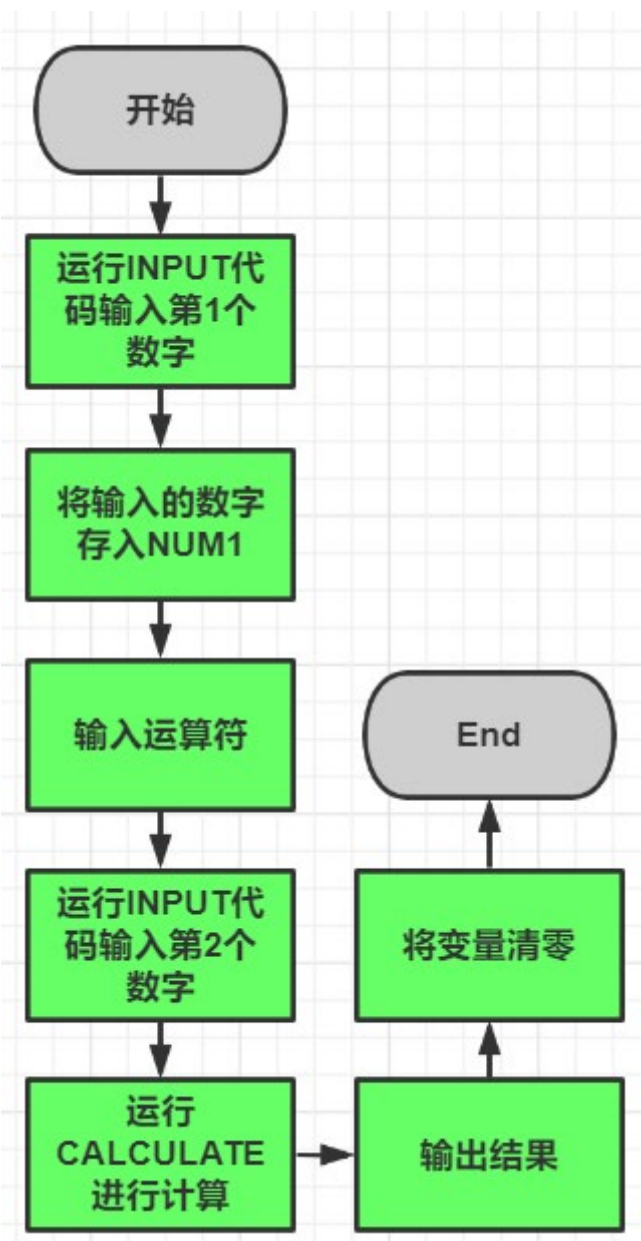 开始
运行INPUT代
码输入第1个
数字
将输入的数字
存入NUM1
输入运算符
运行INPUT代
码输入第2个
数字
运行
CALCULATE
进行计算
输出结果
将变量清零
End